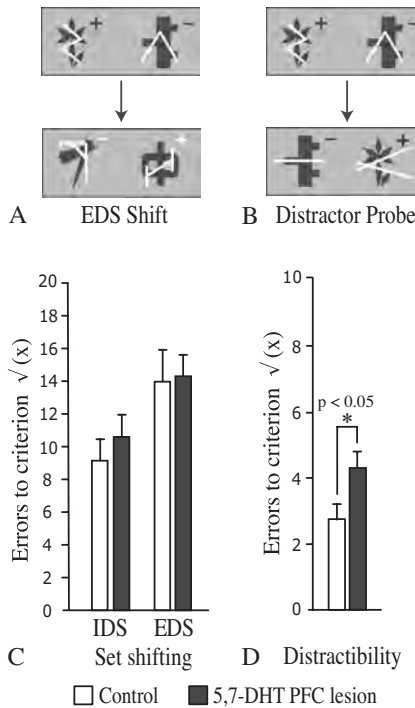 + − + −
− + − +
A EDS Shift B Distractor Probe
Errors to criterion √(x)
20
18
16
14
12
10
8
6
4
2
0
IDS EDS
C Set shifting
Errors to criterion √(x)
10
8
6
4
2
0
p < 0.05
*
D Distractibility
Control 5,7-DHT PFC lesion